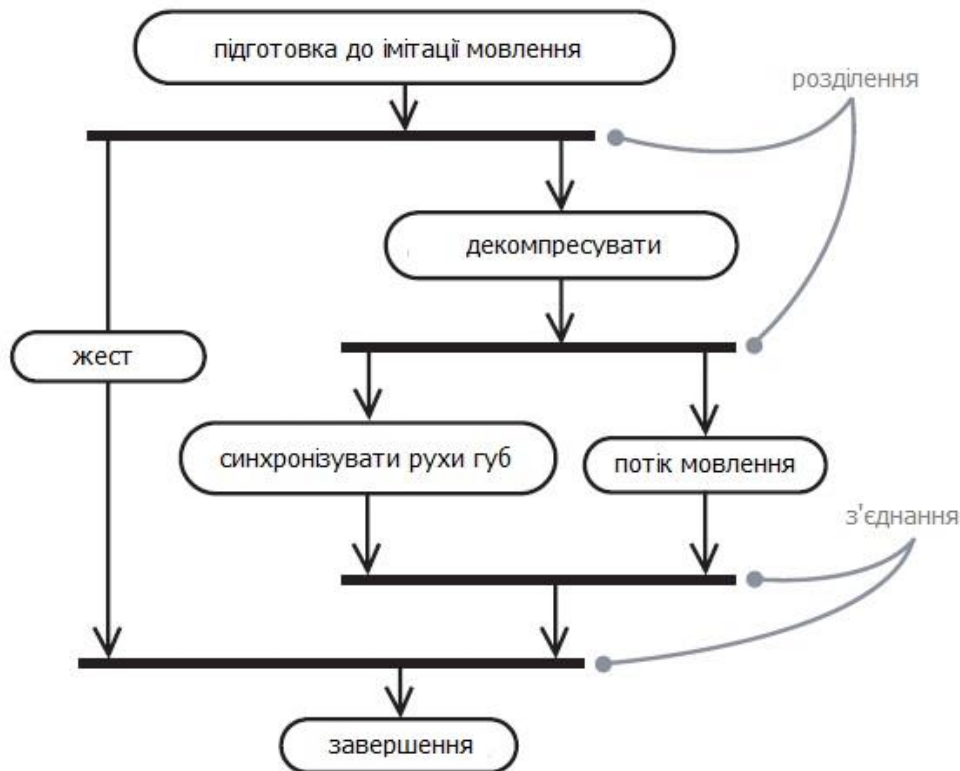 підготовка до імітації мовлення
розділення
декомпресувати
жест
синхронізувати рухи губ
потік мовлення
з'єднання
завершення